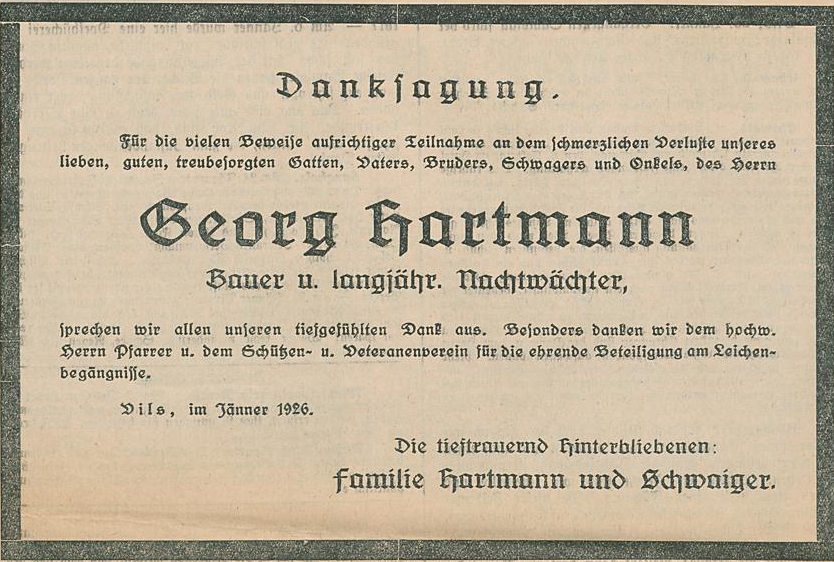 Danksagung.
Für die vielen Beweise aufrichtiger Teilnahme an dem schmerzlichen Verluste unseres
lieben, guten, treubesorgten Gatten, Vaters, Bruders, Schwagers und Onkels, des Herrn
Georg Hartmann
Bauer u. langjähr. Nachtwächter,
sprechen wir allen unseren tiefgefühlten Dank aus. Besonders danken wir dem hochw.
Herrn Pfarrer u. dem Schützen- u. Veteranenverein für die ehrende Beteiligung am Leichen-
begängnisse.
Vils, im Jänner 1926.
Die tieftrauernd Hinterbliebenen:
Familie Hartmann und Schwaiger.